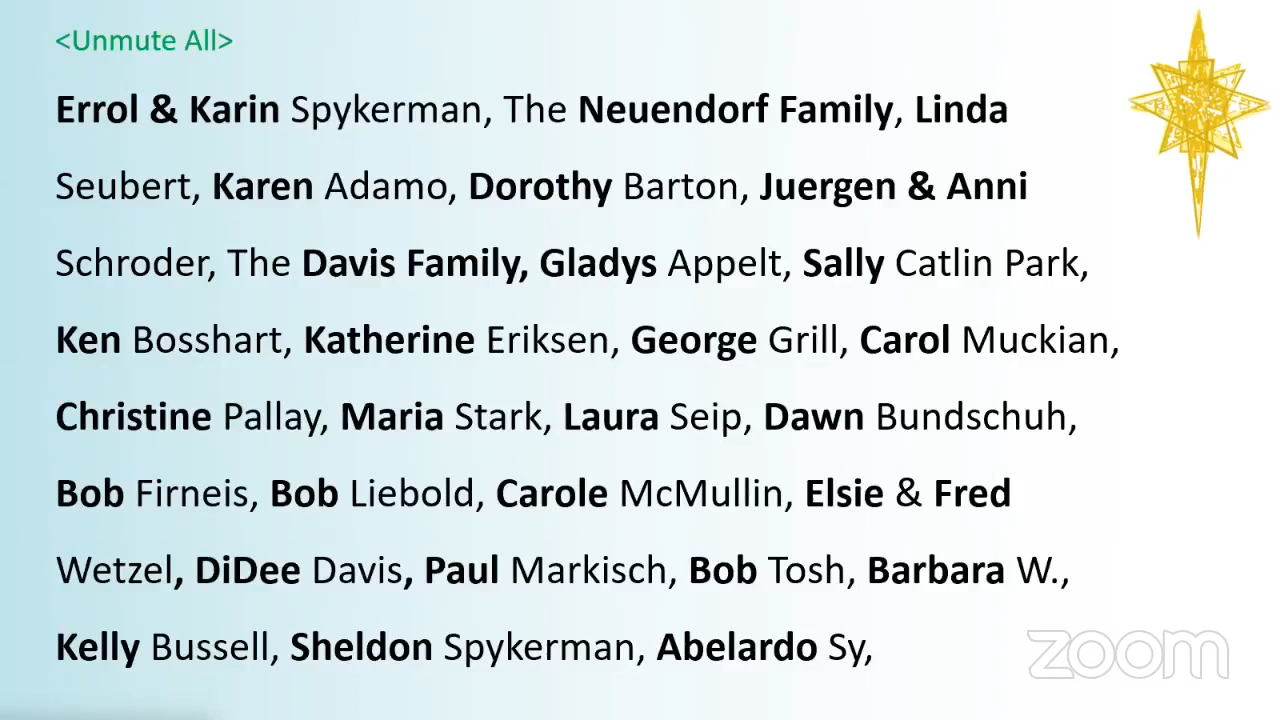 <Unmute All>
Errol & Karin Spykerman, The Neuendorf Family, Linda
Seubert, Karen Adamo, Dorothy Barton, Juergen & Anni
Schroder, The Davis Family, Gladys Appelt, Sally Catlin Park,
Ken Bosshart, Katherine Eriksen, George Grill, Carol Muckian,
Christine Pallay, Maria Stark, Laura Seip, Dawn Bundschuh,
Bob Firneis, Bob Liebold, Carole McMullin, Elsie & Fred
Wetzel, DiDee Davis, Paul Markisch, Bob Tosh, Barbara W.,
Kelly Bussell, Sheldon Spykerman, Abelardo Sy,
zoom